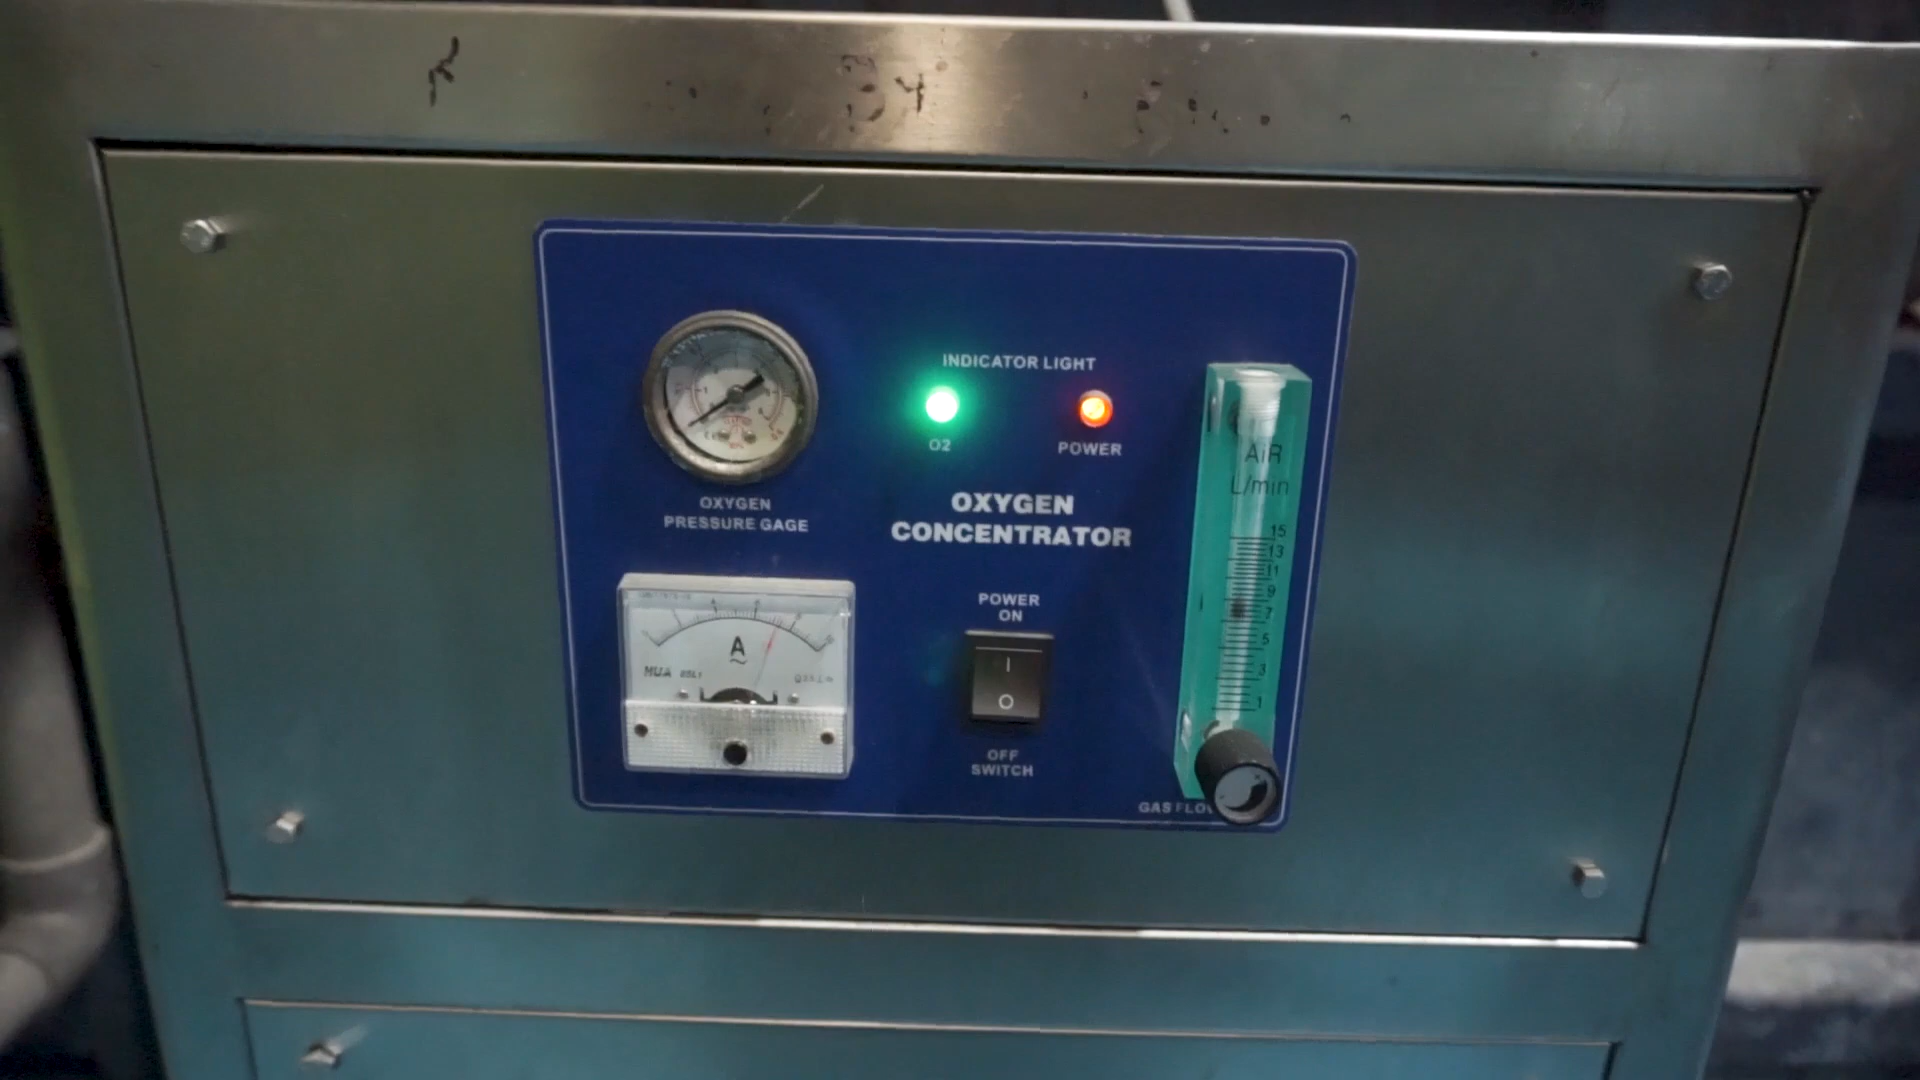 INDICATOR LIGHT
O2
POWER
OXYGEN
PRESSURE GAGE
OXYGEN
CONCENTRATOR
AiR
L/min
15
13
11
9
7
5
3
1
A
POWER
ON
I
O
OFF
SWITCH
GAS FLOW